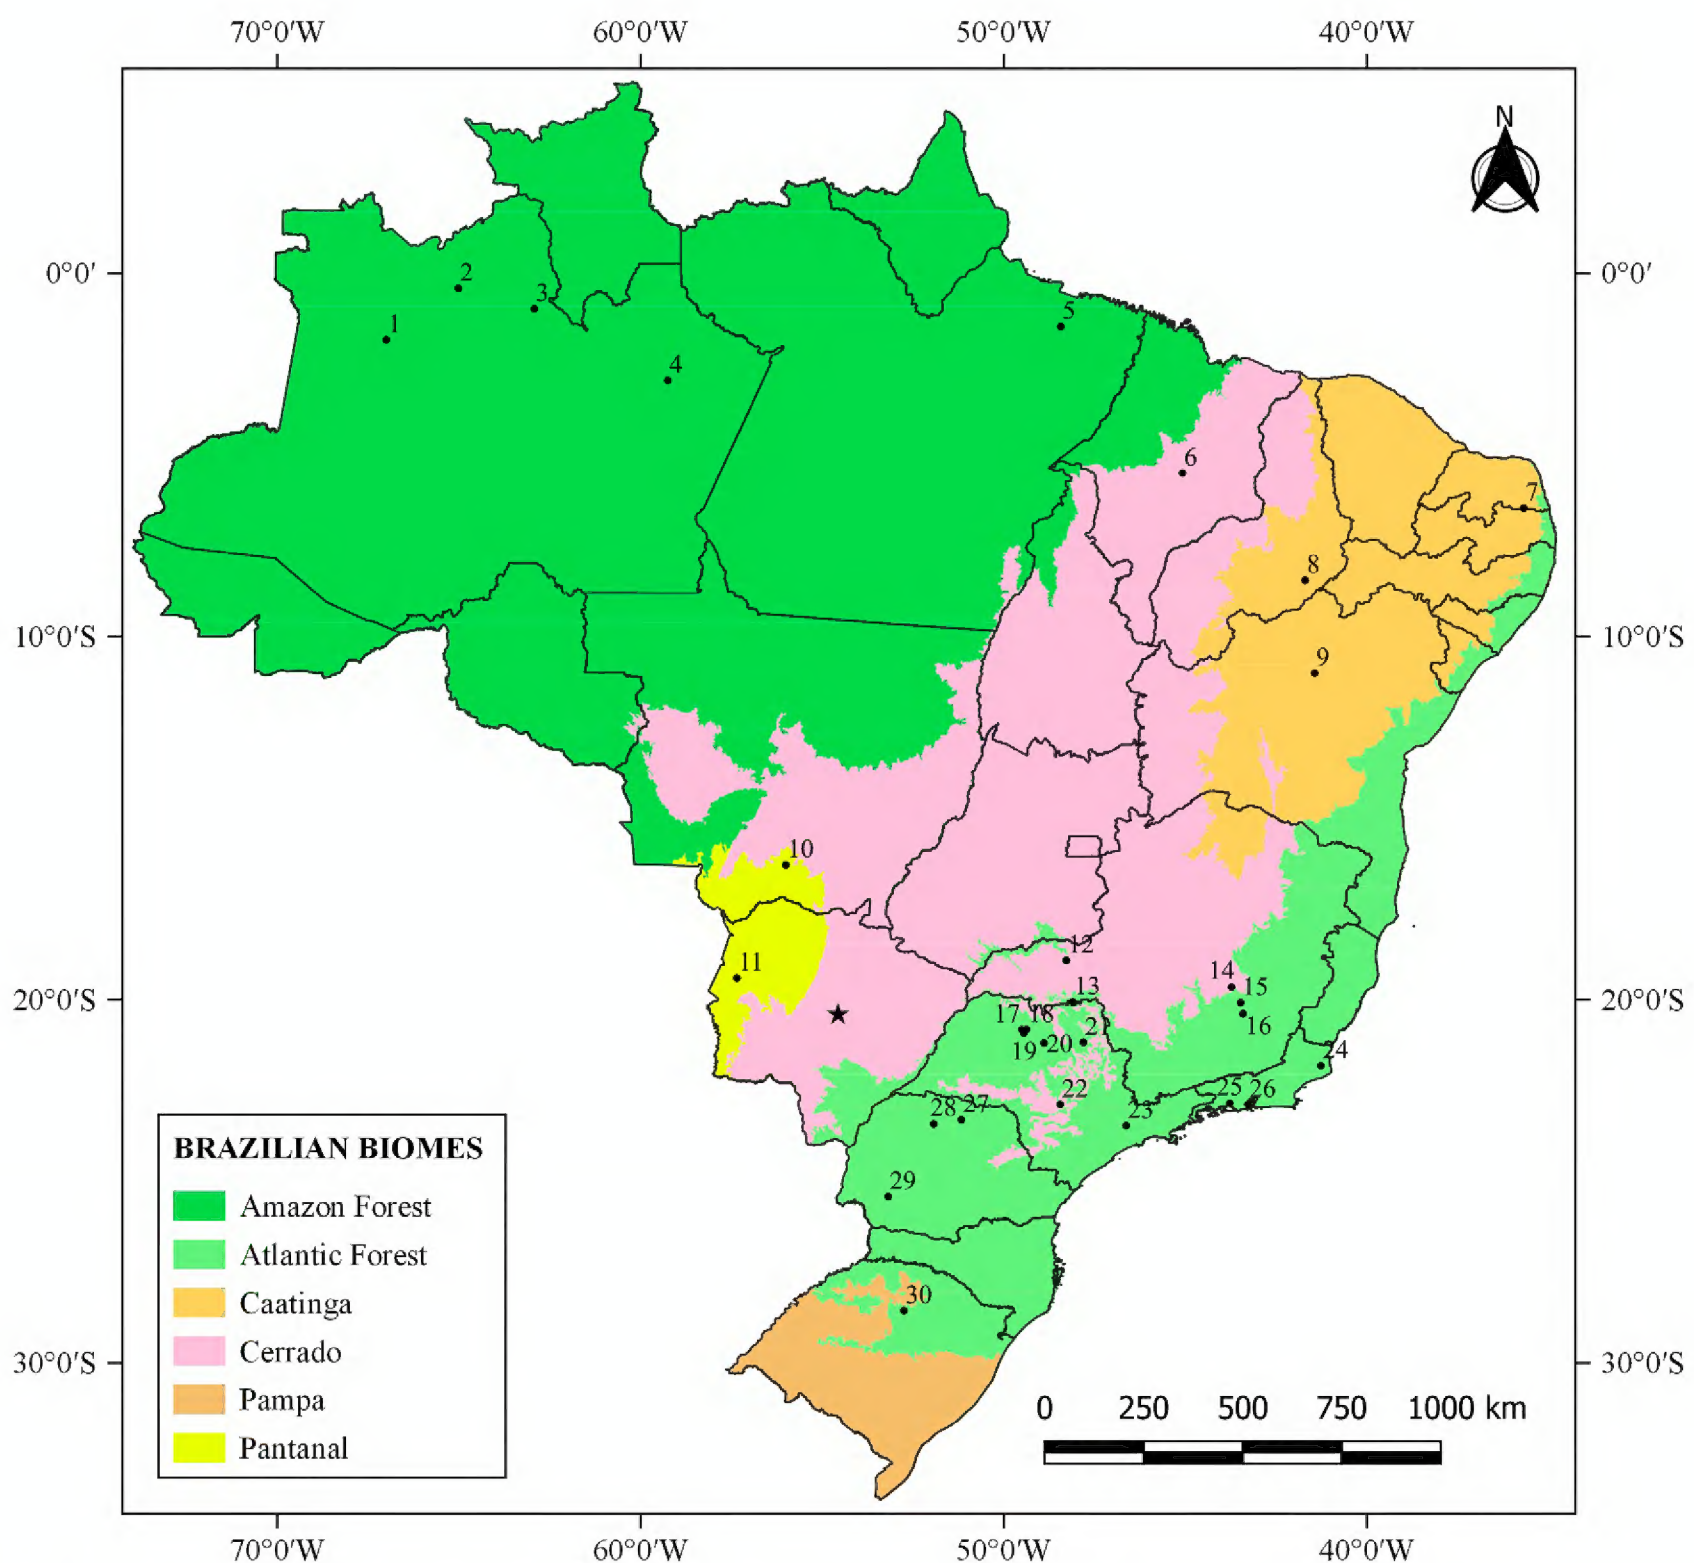 70°0'W 60°0'W 50°0'W 40°0'W
N
0°0' 0°0'
2
3
1
5
4
6
7
8
10°0'S 10°0'S
9
10
12
11
14
15
13
20°0'S 20°0'S
17 18
16
21
19 20
24
22
25 26
28 27
23
BRAZILIAN BIOMES
29
Amazon Forest
Atlantic Forest
Caatinga
30
Cerrado
30°0'S 30°0'S
Pampa
0 250 500 750 1000 km
Pantanal
70°0'W 60°0'W 50°0'W 40°0'W